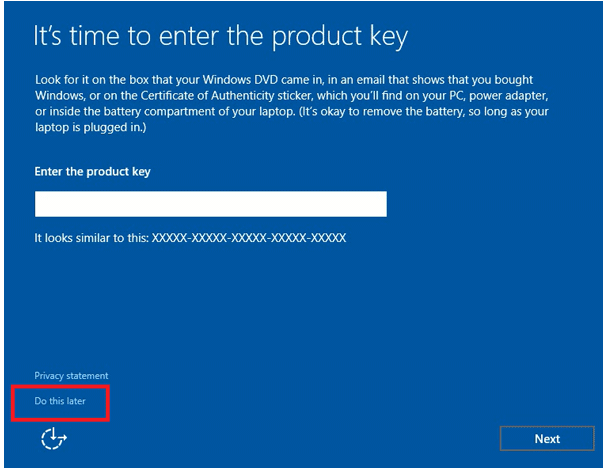 It's time to enter the product key
Look for it on the box that your Windows DVD came in, in an email that shows that you bought
Windows, or on the Certificate of Authenticity sticker, which you'll find on your PC, power adapter,
or inside the battery compartment of your laptop. (It's okay to remove the battery, so long as your
laptop is plugged in.)
Enter the product key
It looks similar to this: XXXXX-XXXXX-XXXXX-XXXXX-XXXXX
Privacy statement
Do this later
Next